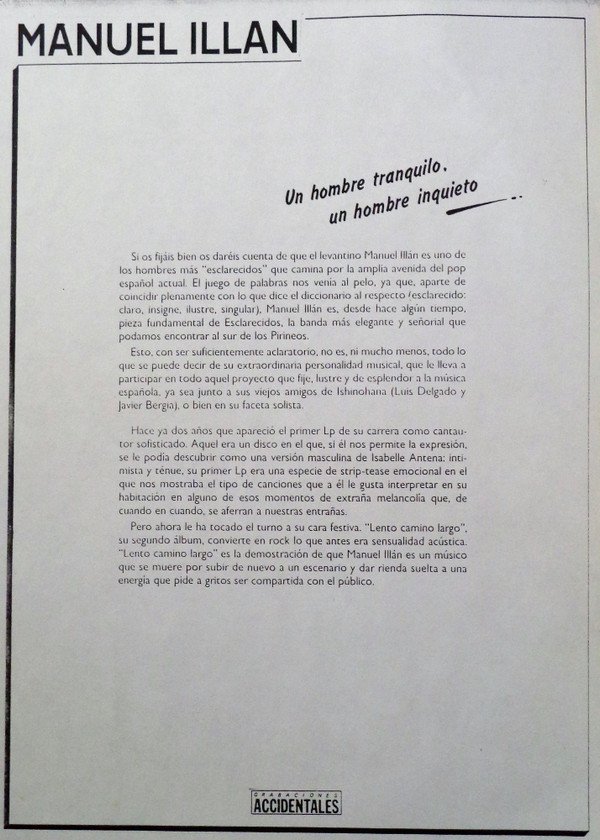 MANUEL ILLAN
Un hombre tranquilo,
un hombre inquieto...
Si os fijáis bien os daréis cuenta de que el levantino Manuel Illán es uno de
los hombres más "esclarecidos" que camina por la amplia avenida del pop
español actual. El juego de palabras nos venía al pelo, ya que, aparte de
coincidir plenamente con lo que dice el diccionario al respecto (esclarecido:
claro, insigne, ilustre, singular), Manuel Illán es, desde hace algún tiempo,
pieza fundamental de Esclarecidos, la banda más elegante y señorial que
podamos encontrar al sur de los Pirineos.
Esto, con ser suficientemente aclaratorio, no es, ni mucho menos, todo lo
que se puede decir de su extraordinaria personalidad musical, que le lleva a
participar en todo aquel proyecto que fije, lustre y de esplendor a la música
española, ya sea junto a sus viejos amigos de Ishinohana (Luis Delgado y
Javier Bergia), o bien en su faceta solista.
Hace ya dos años que apareció el primer Lp de su carrera como cantau-
tor sofisticado. Aquel era un disco en el que, si él nos permite la expresión,
se le podía descubrir como una versión masculina de Isabelle Antena: inti-
mista y ténue, su primer Lp era una especie de strip-tease emocional en el
que nos mostraba el tipo de canciones que a él le gusta interpretar en su
habitación en alguno de esos momentos de extraña melancolía que, de
cuando en cuando, se aferran a nuestras entrañas.
Pero ahora le ha tocado el turno a su cara festiva. "Lento camino largo",
su segundo álbum, convierte en rock lo que antes era sensualidad acústica.
"Lento camino largo" es la demostración de que Manuel Illán es un músico
que se muere por subir de nuevo a un escenario y dar rienda suelta a una
energía que pide a gritos ser compartida con el público.
GRABACIONES
ACCIDENTALES